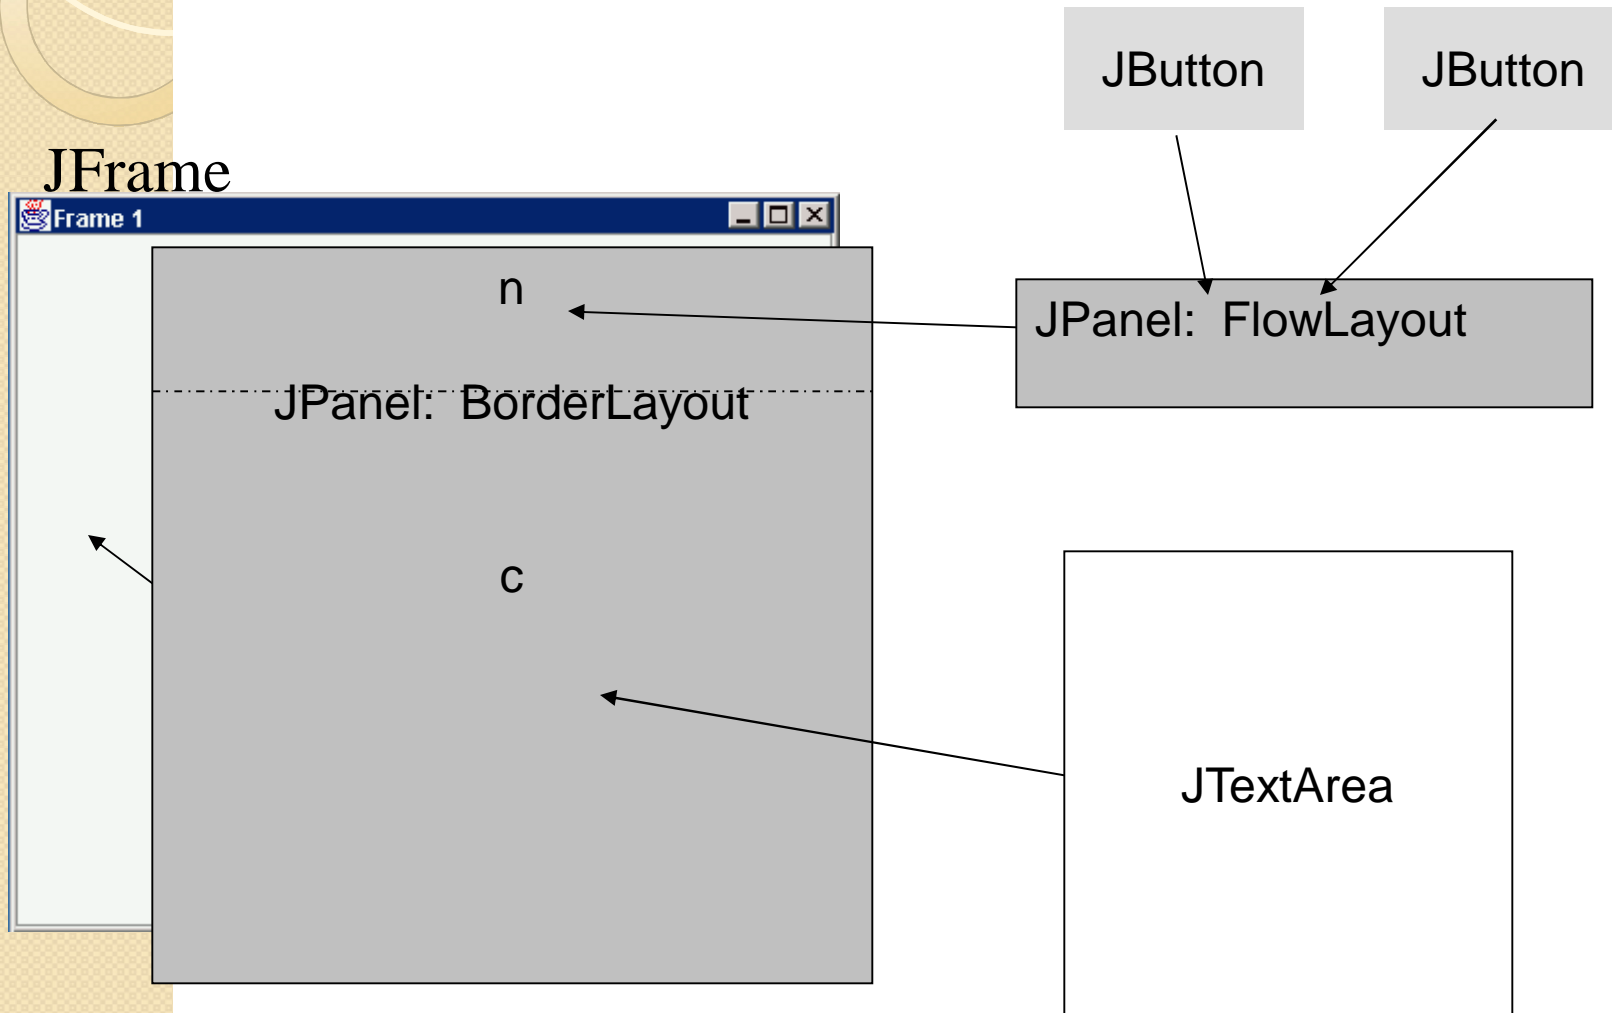 JButton
JButton
JFrame
Frame 1
n
JPanel: FlowLayout
JPanel: BorderLayout
c
JTextArea